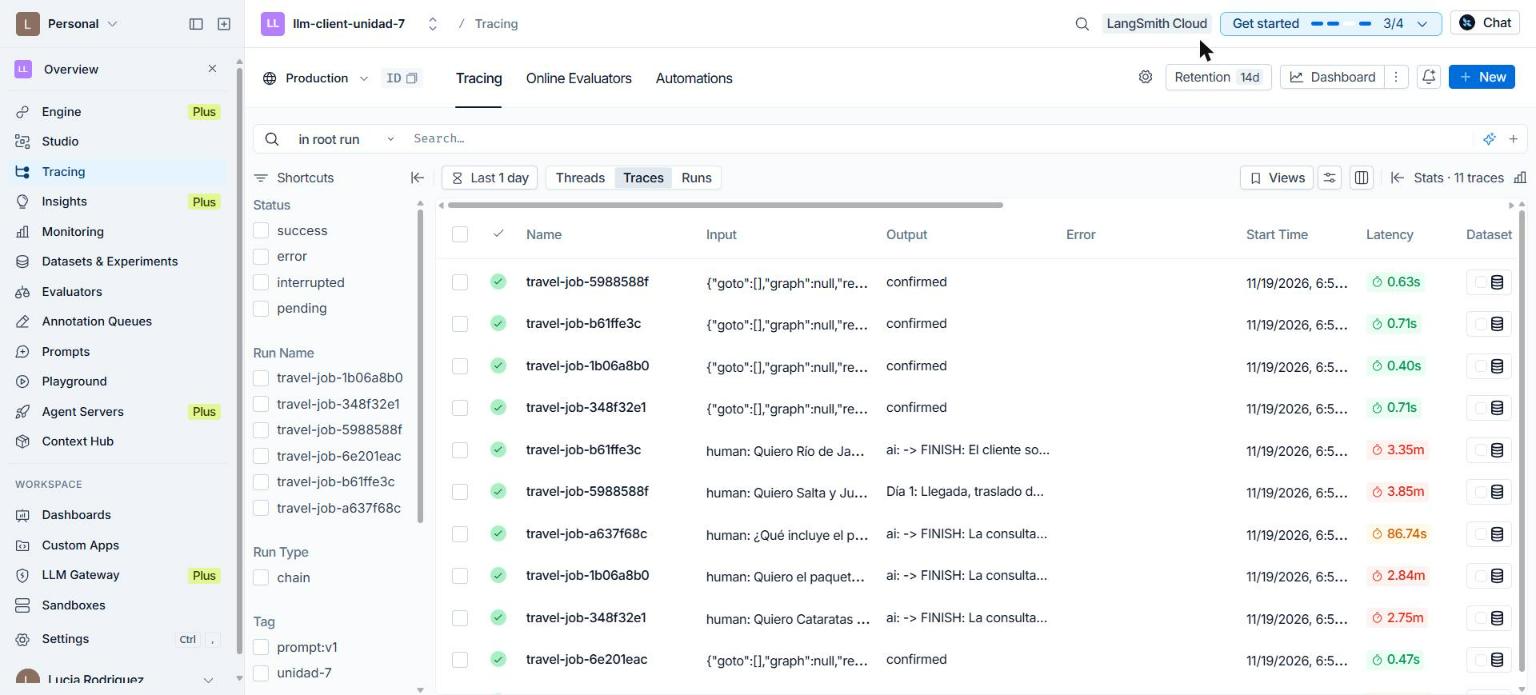 L Personal
LL Overview
Engine Plus
Studio
Tracing
Insights Plus
Monitoring
Datasets & Experiments
Evaluators
Annotation Queues
Prompts
Playground
Agent Servers Plus
Context Hub
WORKSPACE
Dashboards
Custom Apps
LLM Gateway Plus
Sandboxes
Settings Ctrl ,
L Lucia Rodriguez
LL llm-client-unidad-7 / Tracing
LangSmith Cloud Get started 3/4 Chat
Production ID Tracing Online Evaluators Automations
Retention 14d Dashboard + New
in root run Search…
Shortcuts
Status
success
error
interrupted
pending
Run Name
travel-job-1b06a8b0
travel-job-348f32e1
travel-job-5988588f
travel-job-6e201eac
travel-job-b61ffe3c
travel-job-a637f68c
Run Type
chain
Tag
prompt:v1
unidad-7
Last 1 day Threads Traces Runs Views Stats · 11 traces
Name Input Output Error Start Time Latency Dataset
travel-job-5988588f {"goto":[],"graph":null,"re... confirmed 11/19/2026, 6:5... 0.63s
travel-job-b61ffe3c {"goto":[],"graph":null,"re... confirmed 11/19/2026, 6:5... 0.71s
travel-job-1b06a8b0 {"goto":[],"graph":null,"re... confirmed 11/19/2026, 6:5... 0.40s
travel-job-348f32e1 {"goto":[],"graph":null,"re... confirmed 11/19/2026, 6:5... 0.71s
travel-job-b61ffe3c human: Quiero Río de Ja... ai: -> FINISH: El cliente so... 11/19/2026, 6:5... 3.35m
travel-job-5988588f human: Quiero Salta y Ju... Día 1: Llegada, traslado d... 11/19/2026, 6:5... 3.85m
travel-job-a637f68c human: ¿Qué incluye el p... ai: -> FINISH: La consulta... 11/19/2026, 6:5... 86.74s
travel-job-1b06a8b0 human: Quiero el paquet... ai: -> FINISH: La consulta... 11/19/2026, 6:5... 2.84m
travel-job-348f32e1 human: Quiero Cataratas ... ai: -> FINISH: La consulta... 11/19/2026, 6:5... 2.75m
travel-job-6e201eac {"goto":[],"graph":null,"re... confirmed 11/19/2026, 6:5... 0.47s